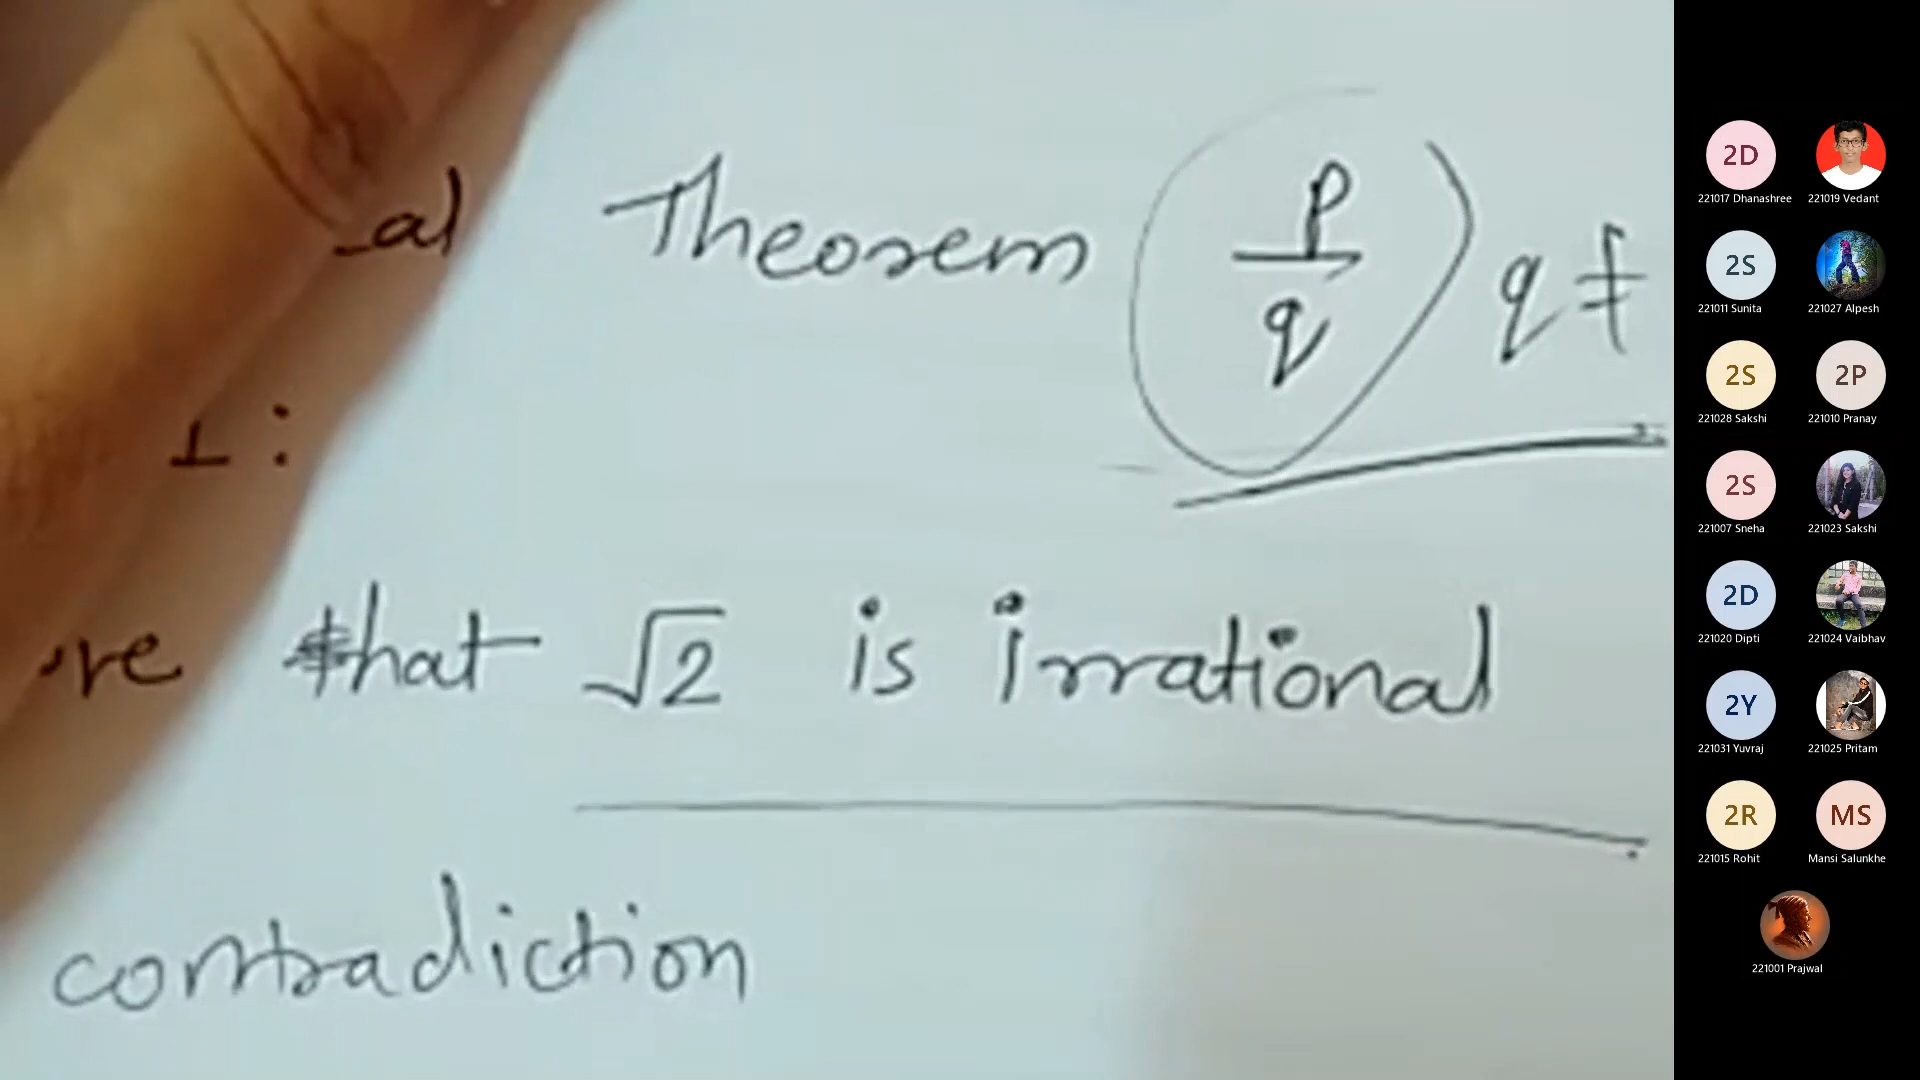 al Theorem (p/q) q ≠
1:
ve that √2 is irrational
contradiction
2D
221017 Dhanashree
221019 Vedant
2S
221011 Sunita
221027 Alpesh
2S
221028 Sakshi
2P
221010 Pranay
2S
221007 Sneha
221023 Sakshi
2D
221020 Dipti
221024 Vaibhav
2Y
221031 Yuvraj
221025 Pritam
2R
221015 Rohit
MS
Mansi Salunkhe
221001 Prajwal